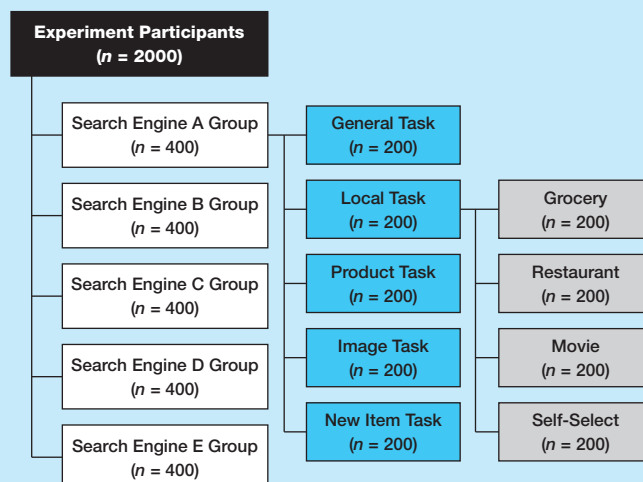 Experiment Participants
(n = 2000)
Search Engine A Group
(n = 400)
Search Engine B Group
(n = 400)
Search Engine C Group
(n = 400)
Search Engine D Group
(n = 400)
Search Engine E Group
(n = 400)
General Task
(n = 200)
Local Task
(n = 200)
Product Task
(n = 200)
Image Task
(n = 200)
New Item Task
(n = 200)
Grocery
(n = 200)
Restaurant
(n = 200)
Movie
(n = 200)
Self-Select
(n = 200)